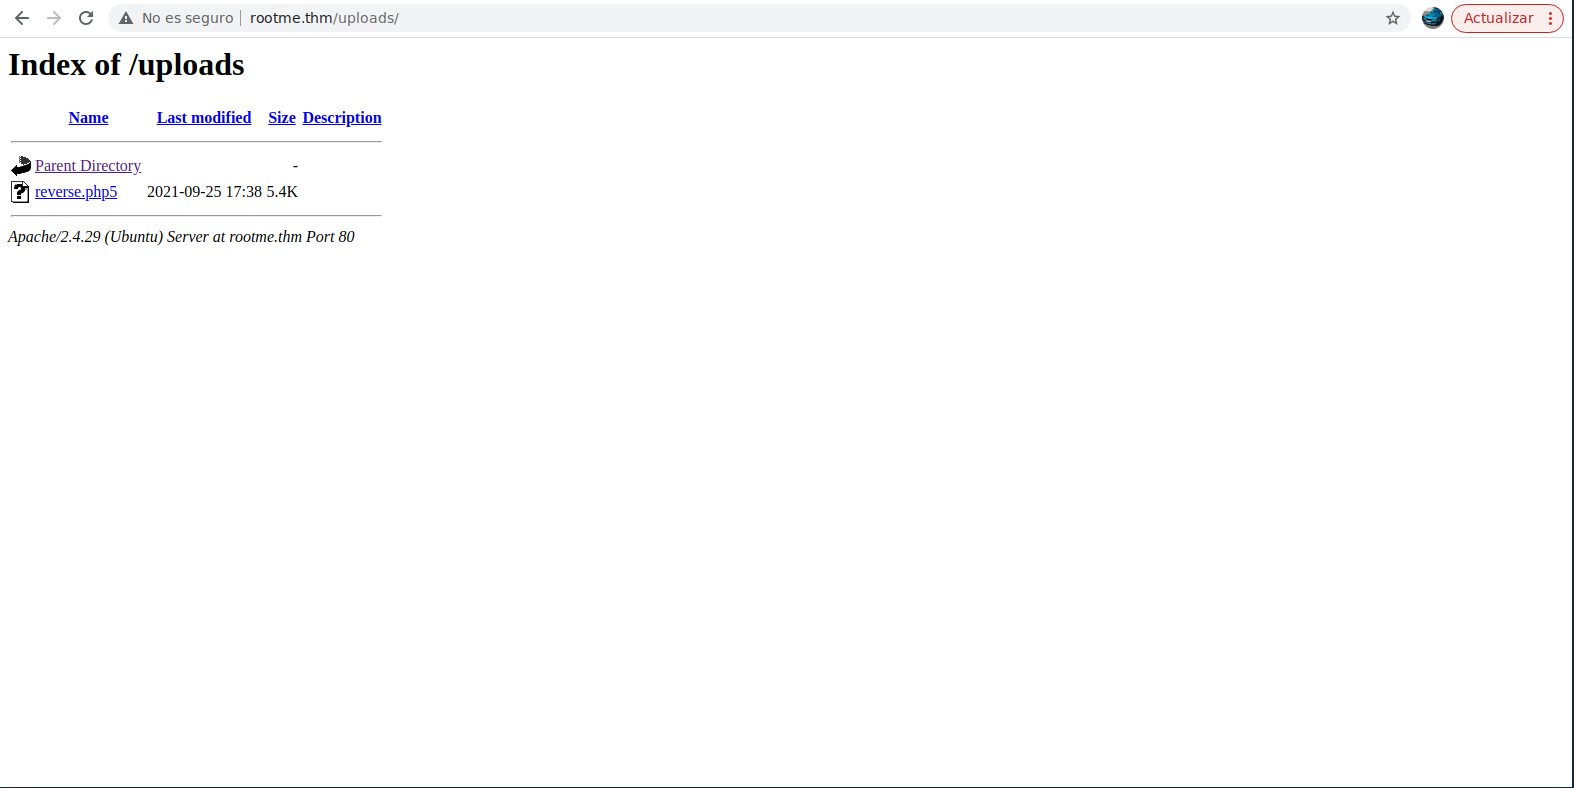 No es seguro rootme.thm/uploads/ Actualizar
Index of /uploads
Name Last modified Size Description
Parent Directory -
reverse.php5 2021-09-25 17:38 5.4K
Apache/2.4.29 (Ubuntu) Server at rootme.thm Port 80